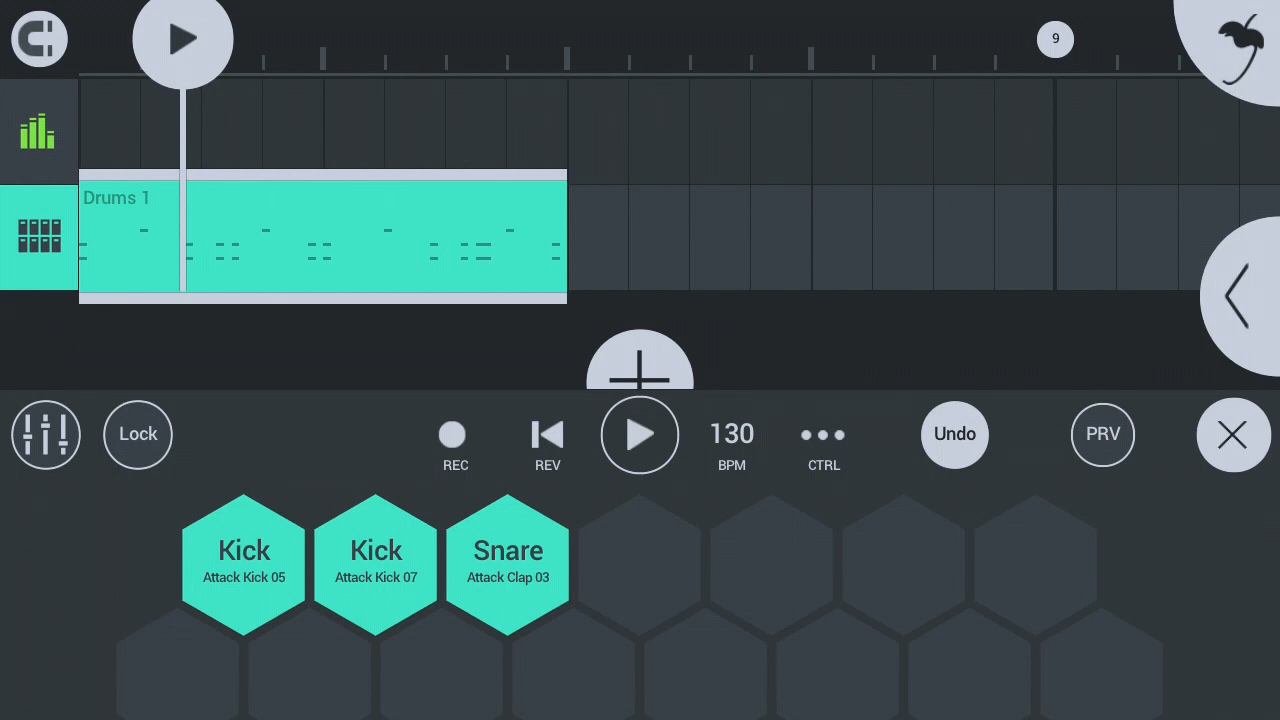 9
Drums 1
Lock
REC
REV
130
BPM
CTRL
Undo
PRV
Kick
Attack Kick 05
Kick
Attack Kick 07
Snare
Attack Clap 03